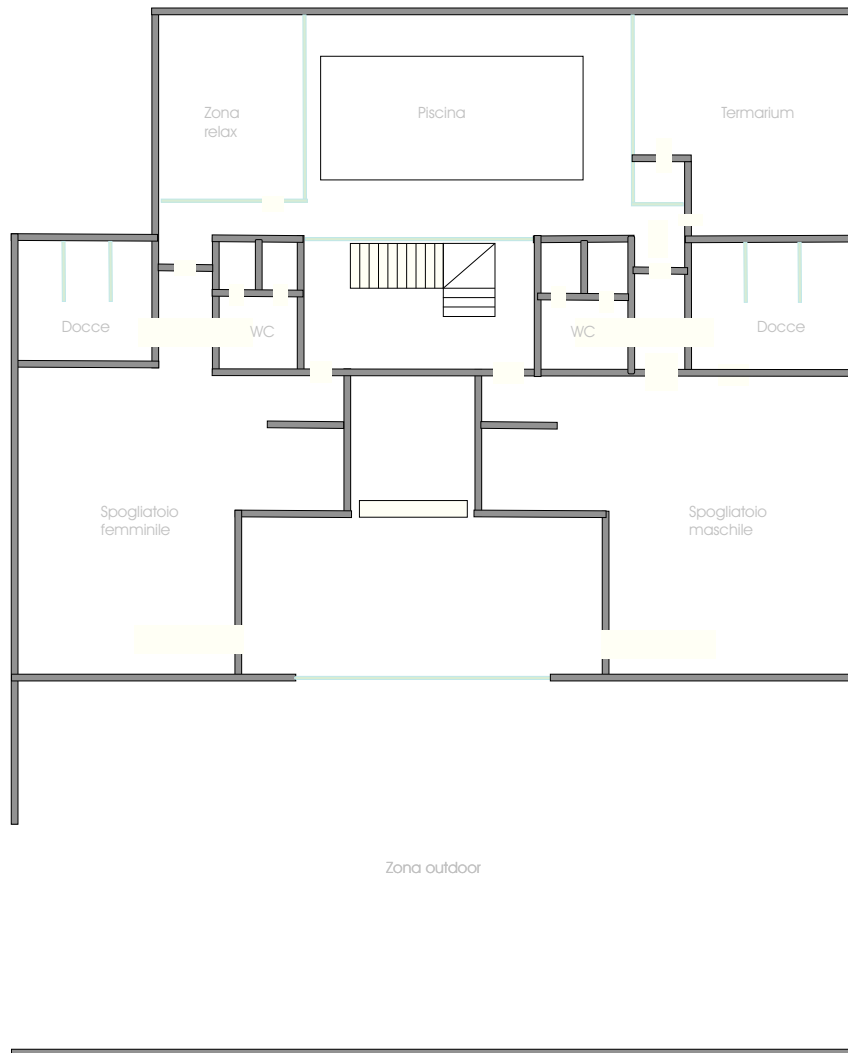 Zona
relax
Piscina
Termarium
Docce
WC
WC
Docce
Spogliatoio
femminile
Spogliatoio
maschile
Zona outdoor